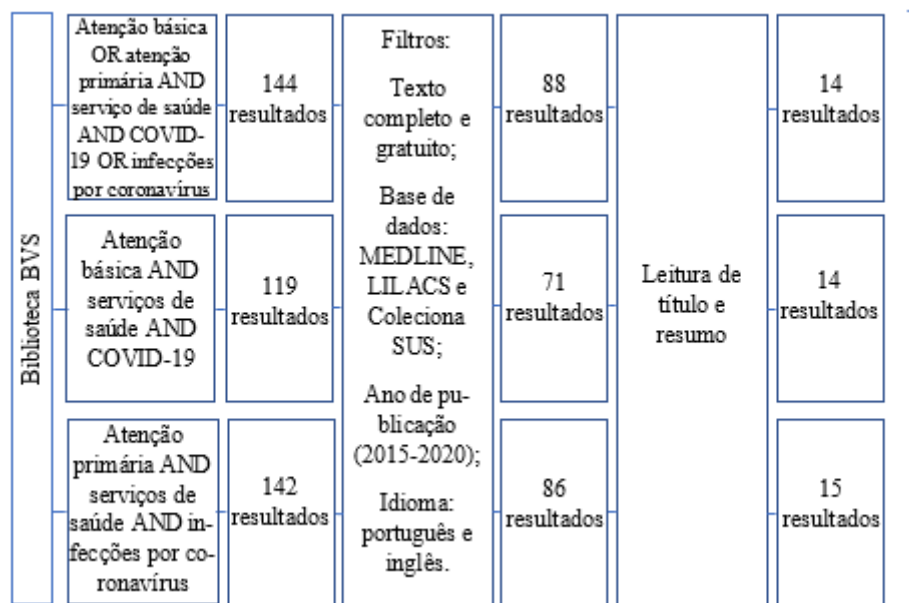 Biblioteca BVS
Atenção básica
OR atenção
primária AND
serviço de saúde
AND COVID-
19 OR infecções
por coronavírus
144
resultados
Atenção
básica AND
serviços de
saúde AND
COVID-19
119
resultados
Atenção
primária AND
serviços de
saúde AND in-
fecções por co-
ronavírus
142
resultados
Filtros:
Texto
completo e
gratuito;
Base de
dados:
MEDLINE,
LILACS e
Coleciona
SUS;
Ano de pu-
blicação
(2015-2020);
Idioma:
português e
inglês.
88
resultados
71
resultados
86
resultados
Leitura de
título e
resumo
14
resultados
14
resultados
15
resultados